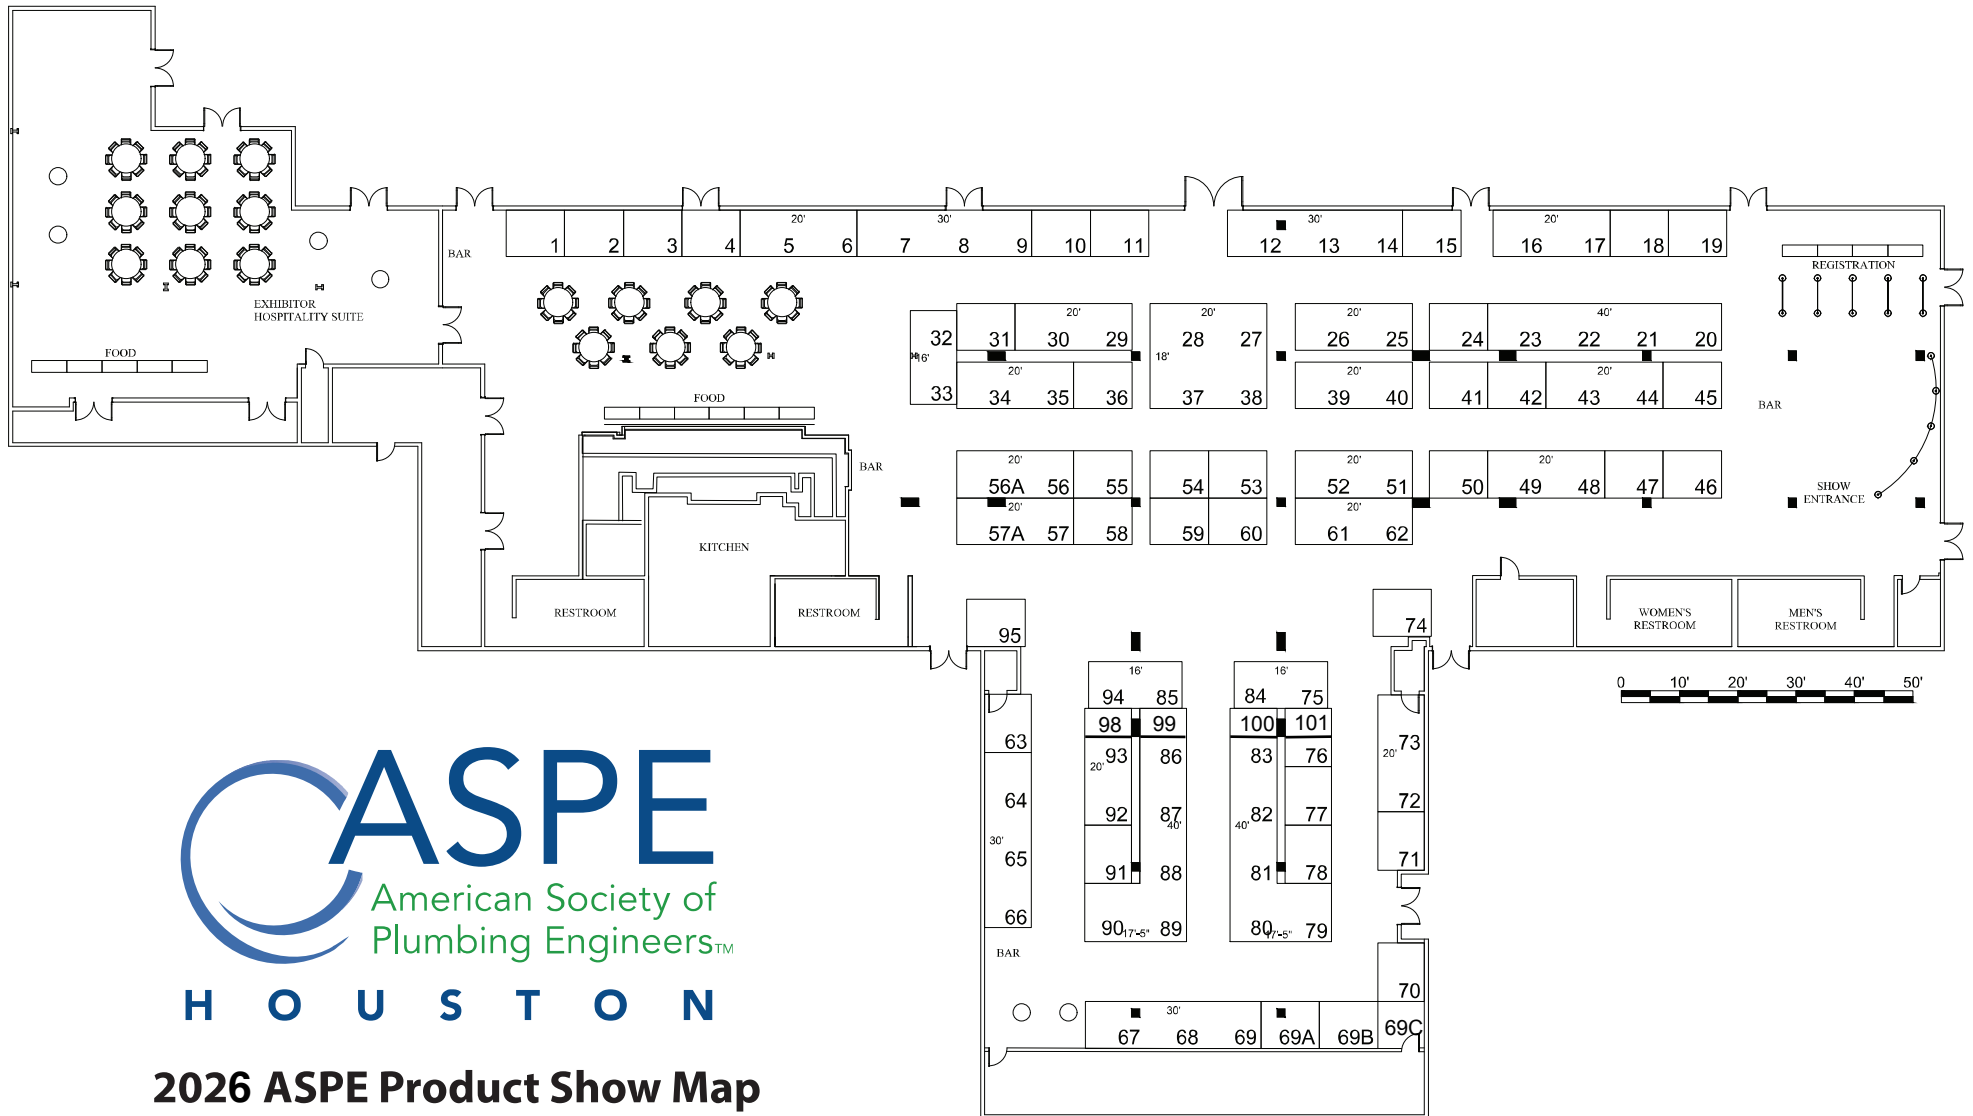 20' 30' 30' 20'
1 2 3 4 5 6 7 8 9 10 11 12 13 14 15 16 17 18 19
BAR
REGISTRATION
EXHIBITOR
HOSPITALITY SUITE
20' 20' 20' 40'
32 31 30 29 28 27 26 25 24 23 22 21 20
FOOD
16' 18'
20' 20' 20'
33 34 35 36 37 38 39 40 41 42 43 44 45
FOOD
BAR
BAR
20' 20' 20'
56A 56 55 54 53 52 51 50 49 48 47 46
SHOW
ENTRANCE
20' 20'
57A 57 58 59 60 61 62
KITCHEN
RESTROOM
RESTROOM
WOMEN'S
RESTROOM
MEN'S
RESTROOM
95 74
16' 16'
94 85 84 75
0 10' 20' 30' 40' 50'
98 99 100 101
63 93 86 83 76 73
20' 20'
64 92 87 82 77 72
40' 40'
30'
65 91 88 81 78 71
66 90 17'-5" 89 80 17'-5" 79
BAR
70
30'
67 68 69 69A 69B 69C
ASPE
American Society of
Plumbing Engineers™
HOUSTON
2026 ASPE Product Show Map